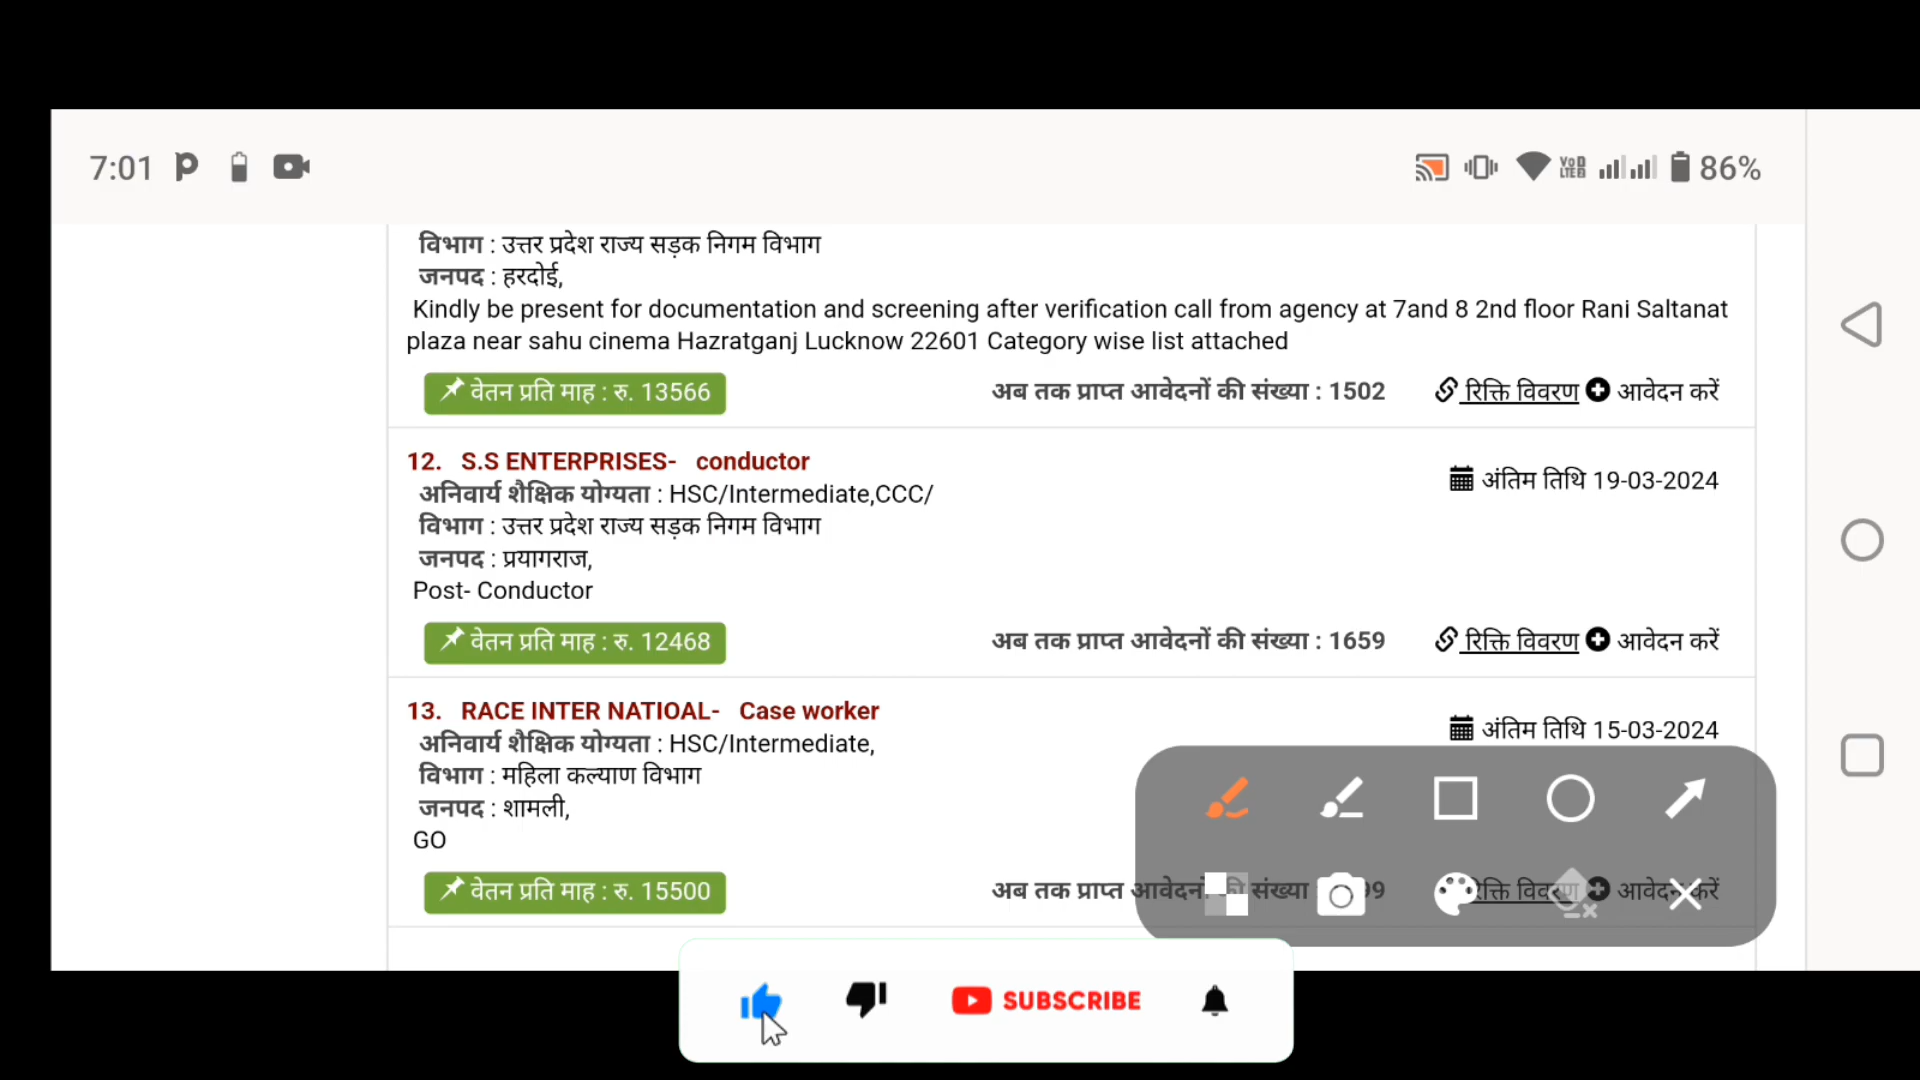 7:01
VoD LTE 86%
विभाग : उत्तर प्रदेश राज्य सड़क निगम विभाग
जनपद : हरदोई,
Kindly be present for documentation and screening after verification call from agency at 7and 8 2nd floor Rani Saltanat
plaza near sahu cinema Hazratganj Lucknow 22601 Category wise list attached
वेतन प्रति माह : रु. 13566 अब तक प्राप्त आवेदनों की संख्या : 1502 रिक्ति विवरण आवेदन करें
12. S.S ENTERPRISES- conductor
अंतिम तिथि 19-03-2024
अनिवार्य शैक्षिक योग्यता : HSC/Intermediate,CCC/
विभाग : उत्तर प्रदेश राज्य सड़क निगम विभाग
जनपद : प्रयागराज,
Post- Conductor
वेतन प्रति माह : रु. 12468 अब तक प्राप्त आवेदनों की संख्या : 1659 रिक्ति विवरण आवेदन करें
13. RACE INTER NATIOAL- Case worker
अंतिम तिथि 15-03-2024
अनिवार्य शैक्षिक योग्यता : HSC/Intermediate,
विभाग : महिला कल्याण विभाग
जनपद : शामली,
GO
वेतन प्रति माह : रु. 15500 अब तक प्राप्त संख्या
SUBSCRIBE